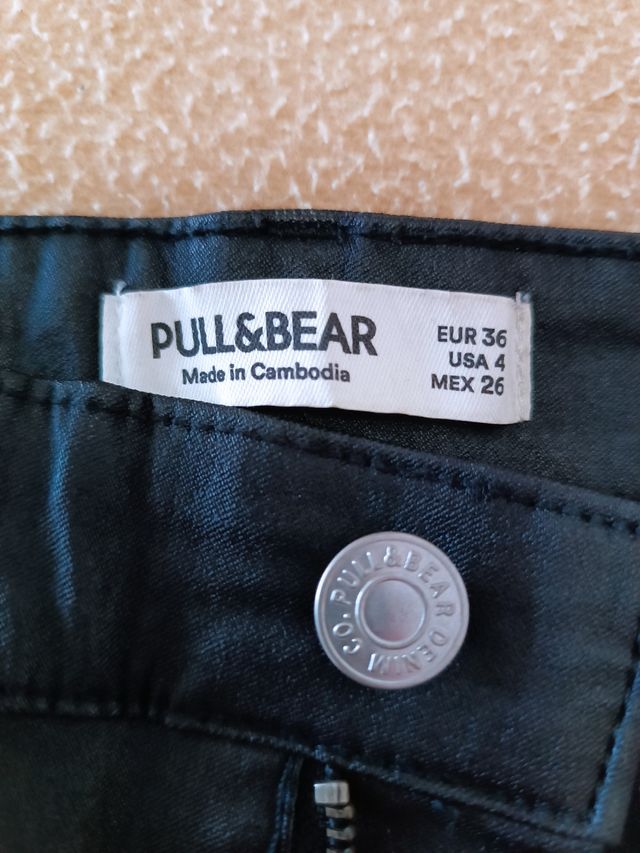 PULL&BEAR
Made in Cambodia
EUR 36
USA 4
MEX 26
PULL&BEAR DENIM CO.